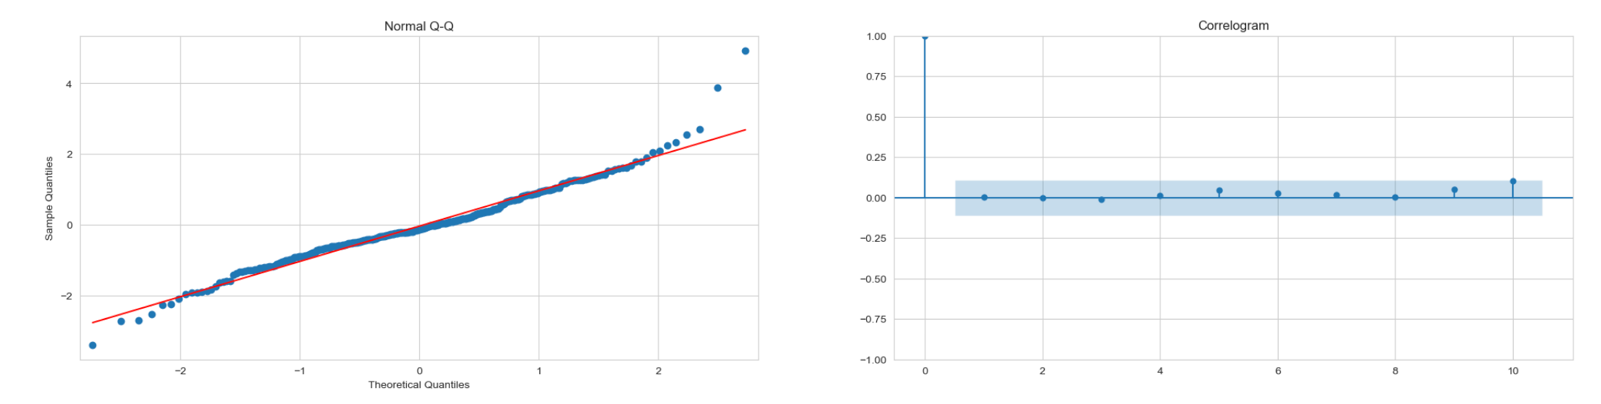 Normal Q-Q
4
2
0
−2
Sample Quantiles
−2 −1 0 1 2
Theoretical Quantiles
Correlogram
1.00
0.75
0.50
0.25
0.00
−0.25
−0.50
−0.75
−1.00
0 2 4 6 8 10